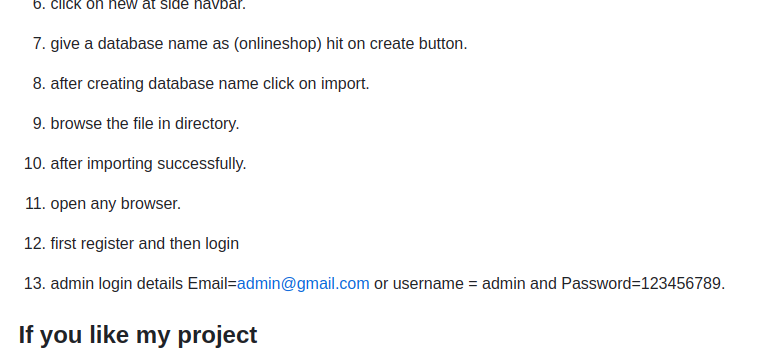 6. click on new at side navbar.
7. give a database name as (onlineshop) hit on create button.
8. after creating database name click on import.
9. browse the file in directory.
10. after importing successfully.
11. open any browser.
12. first register and then login
13. admin login details Email=admin@gmail.com or username = admin and Password=123456789.
If you like my project